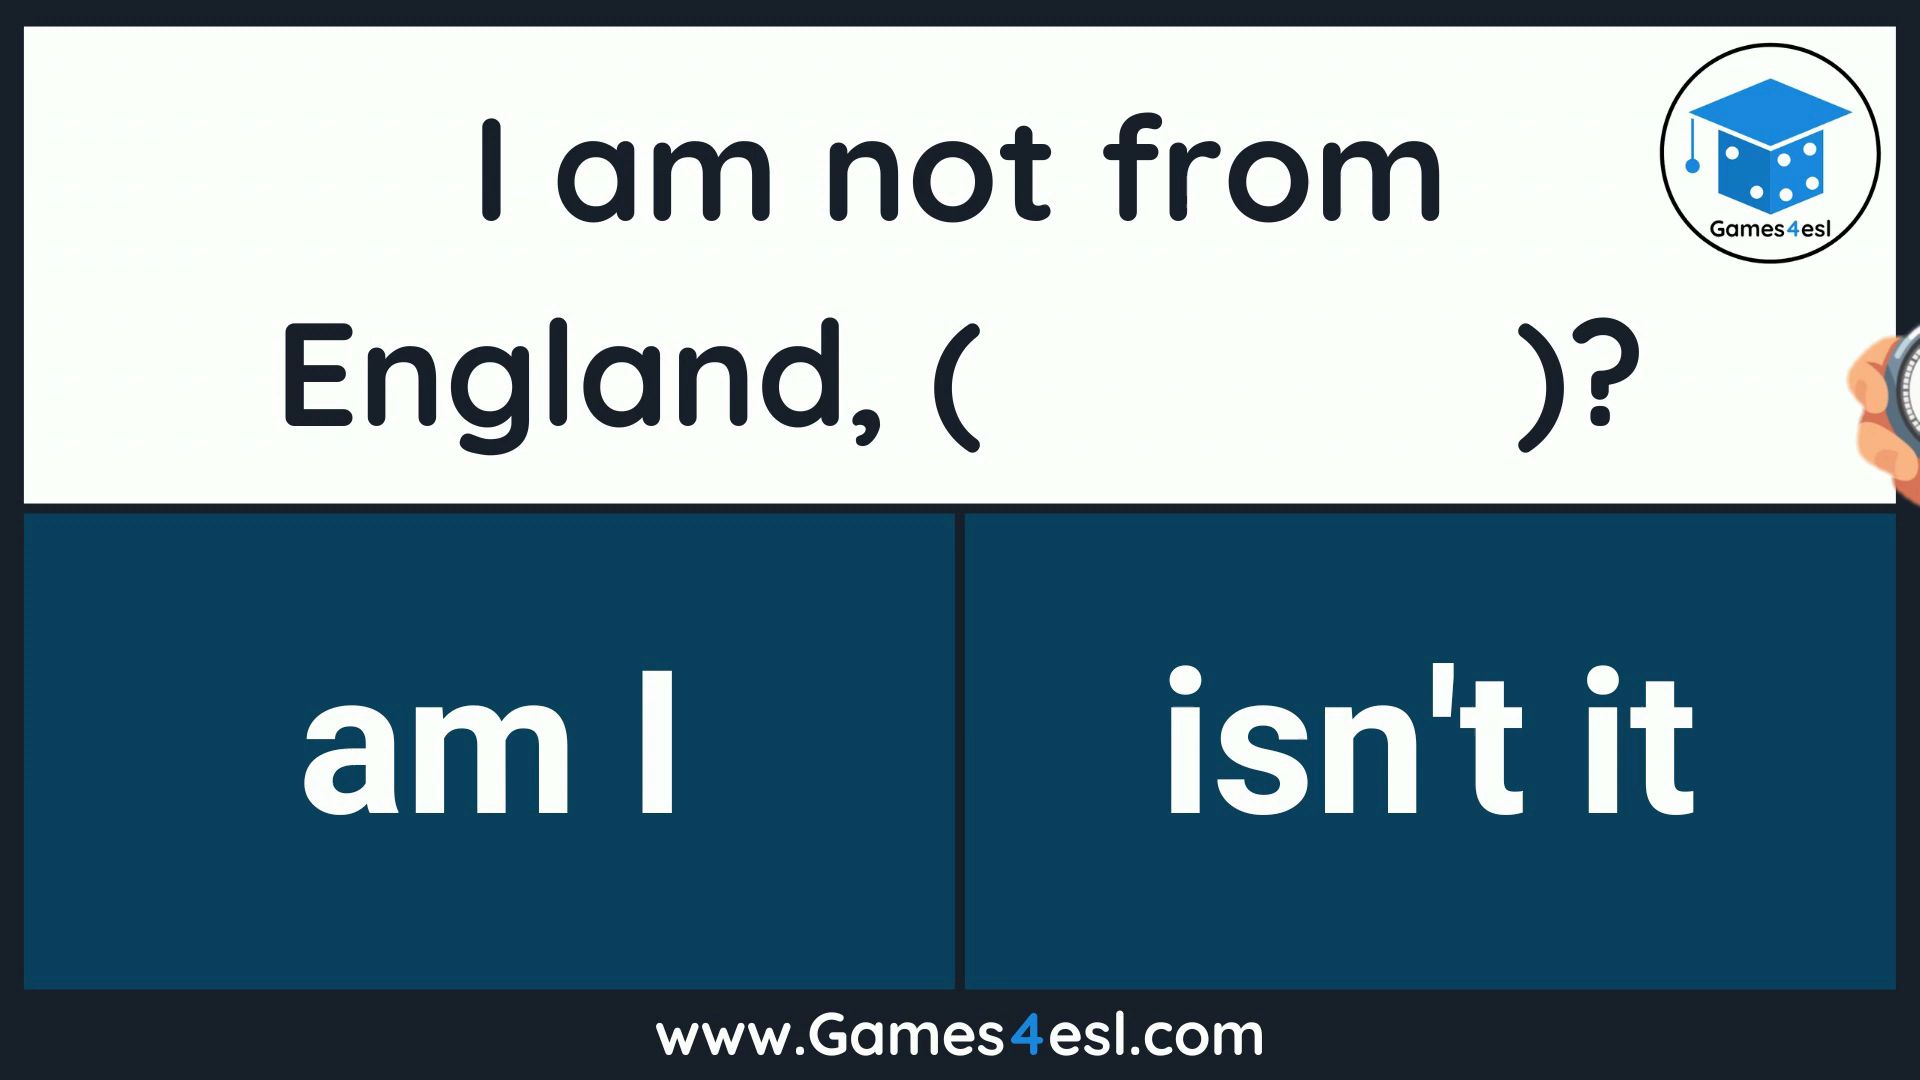 I am not from
England, ( )?
Games4esl
am I
isn't it
www.Games4esl.com